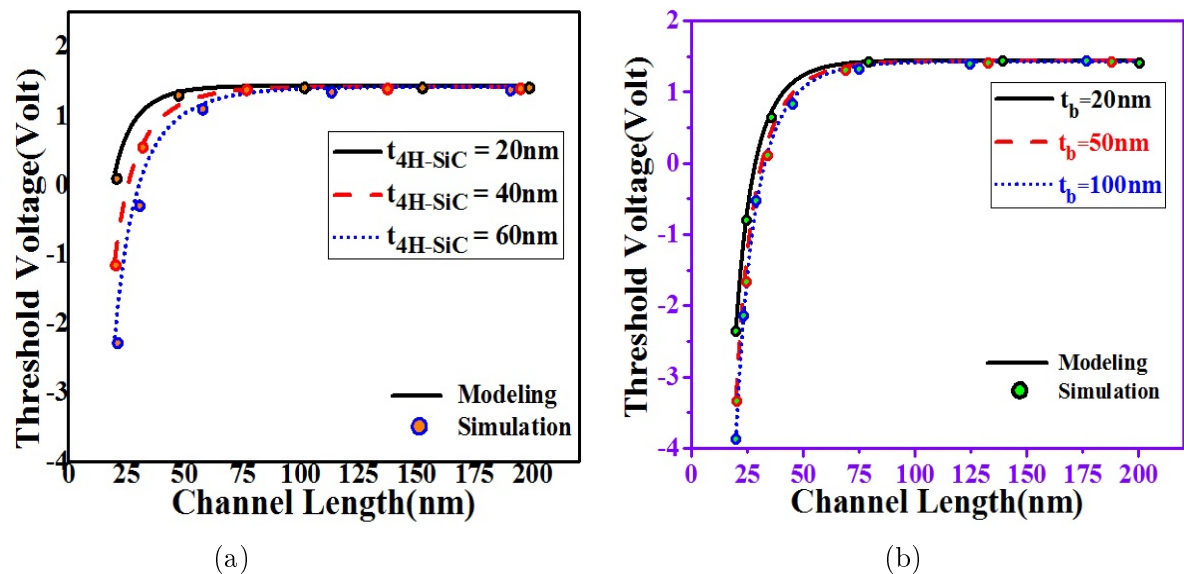 Threshold Voltage(Volt)
2
1
0
-1
-2
-3
-4
t4H-SiC = 20nm
t4H-SiC = 40nm
t4H-SiC = 60nm
Modeling
Simulation
0 25 50 75 100 125 150 175 200
Channel Length(nm)
(a)
Threshold Voltage(Volt)
2
1
0
-1
-2
-3
-4
tb=20nm
tb=50nm
tb=100nm
Modeling
Simulation
0 25 50 75 100 125 150 175 200
Channel Length(nm)
(b)